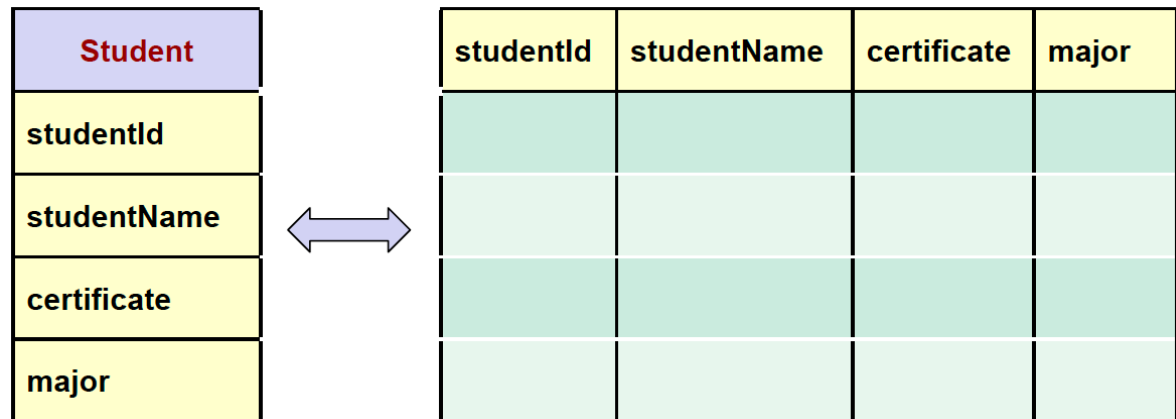 Student
studentId
studentName
certificate
major
studentId studentName certificate major